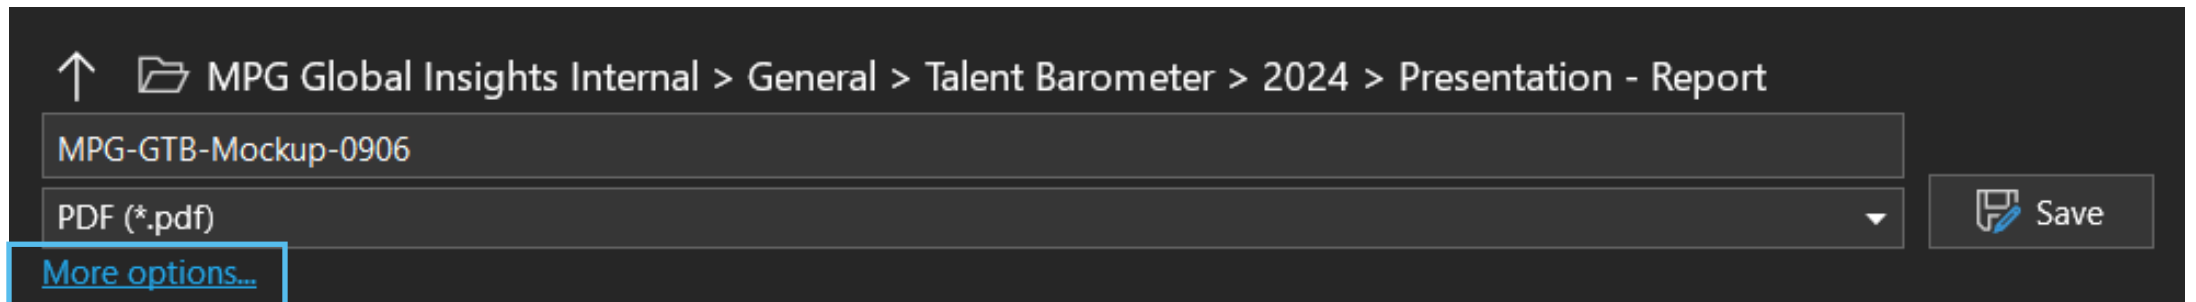 MPG Global Insights Internal > General > Talent Barometer > 2024 > Presentation - Report
MPG-GTB-Mockup-0906
PDF (*.pdf)
Save
More options...